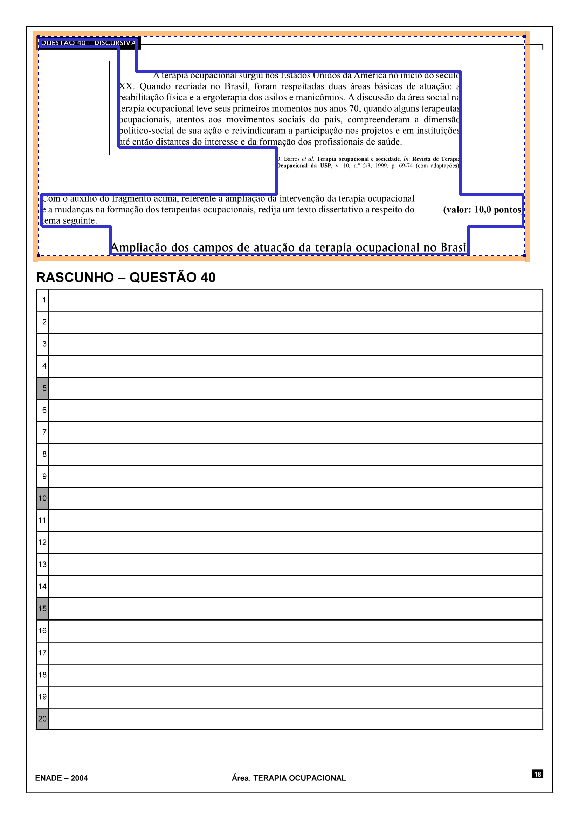 QUESTÃO 40 – DISCURSIVA
A terapia ocupacional surgiu nos Estados Unidos da América no início do século
XX. Quando recriada no Brasil, foram respeitadas duas áreas básicas de atuação: a
reabilitação física e a ergoterapia dos asilos e manicômios. A discussão da área social na
terapia ocupacional teve seus primeiros momentos nos anos 70, quando alguns terapeutas
ocupacionais, atentos aos movimentos sociais do país, compreenderam a dimensão
político-social de sua ação e reivindicaram a participação nos projetos e em instituições
até então distantes do interesse e da formação dos profissionais de saúde.
Barros et al. Terapia ocupacional e sociedade. In: Revista de Terapia
Ocupacional da USP, v. 10, n.º 2/3, 1999, p. 69-74 (com adaptações)
Com o auxílio do fragmento acima, referente a ampliação da intervenção da terapia ocupacional
e a mudanças na formação dos terapeutas ocupacionais, redija um texto dissertativo a respeito do
tema seguinte.
(valor: 10,0 pontos
Ampliação dos campos de atuação da terapia ocupacional no Brasil
RASCUNHO – QUESTÃO 40
1
2
3
4
5
6
7
8
9
10
11
12
13
14
15
16
17
18
19
20
ENADE – 2004
Área: TERAPIA OCUPACIONAL
18